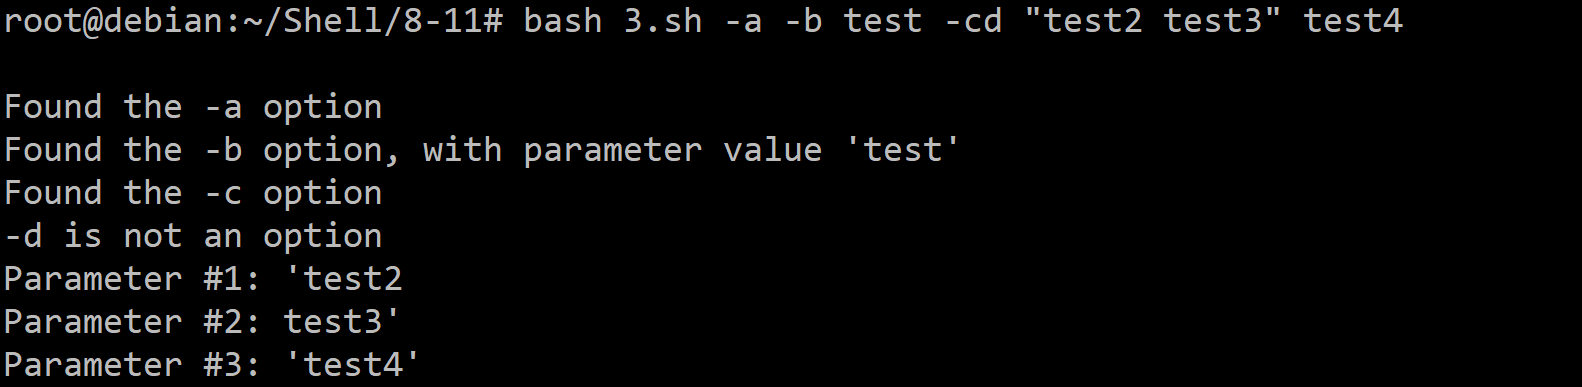 root@debian:~/Shell/8-11# bash 3.sh -a -b test -cd "test2 test3" test4
Found the -a option
Found the -b option, with parameter value 'test'
Found the -c option
-d is not an option
Parameter #1: 'test2
Parameter #2: test3'
Parameter #3: 'test4'